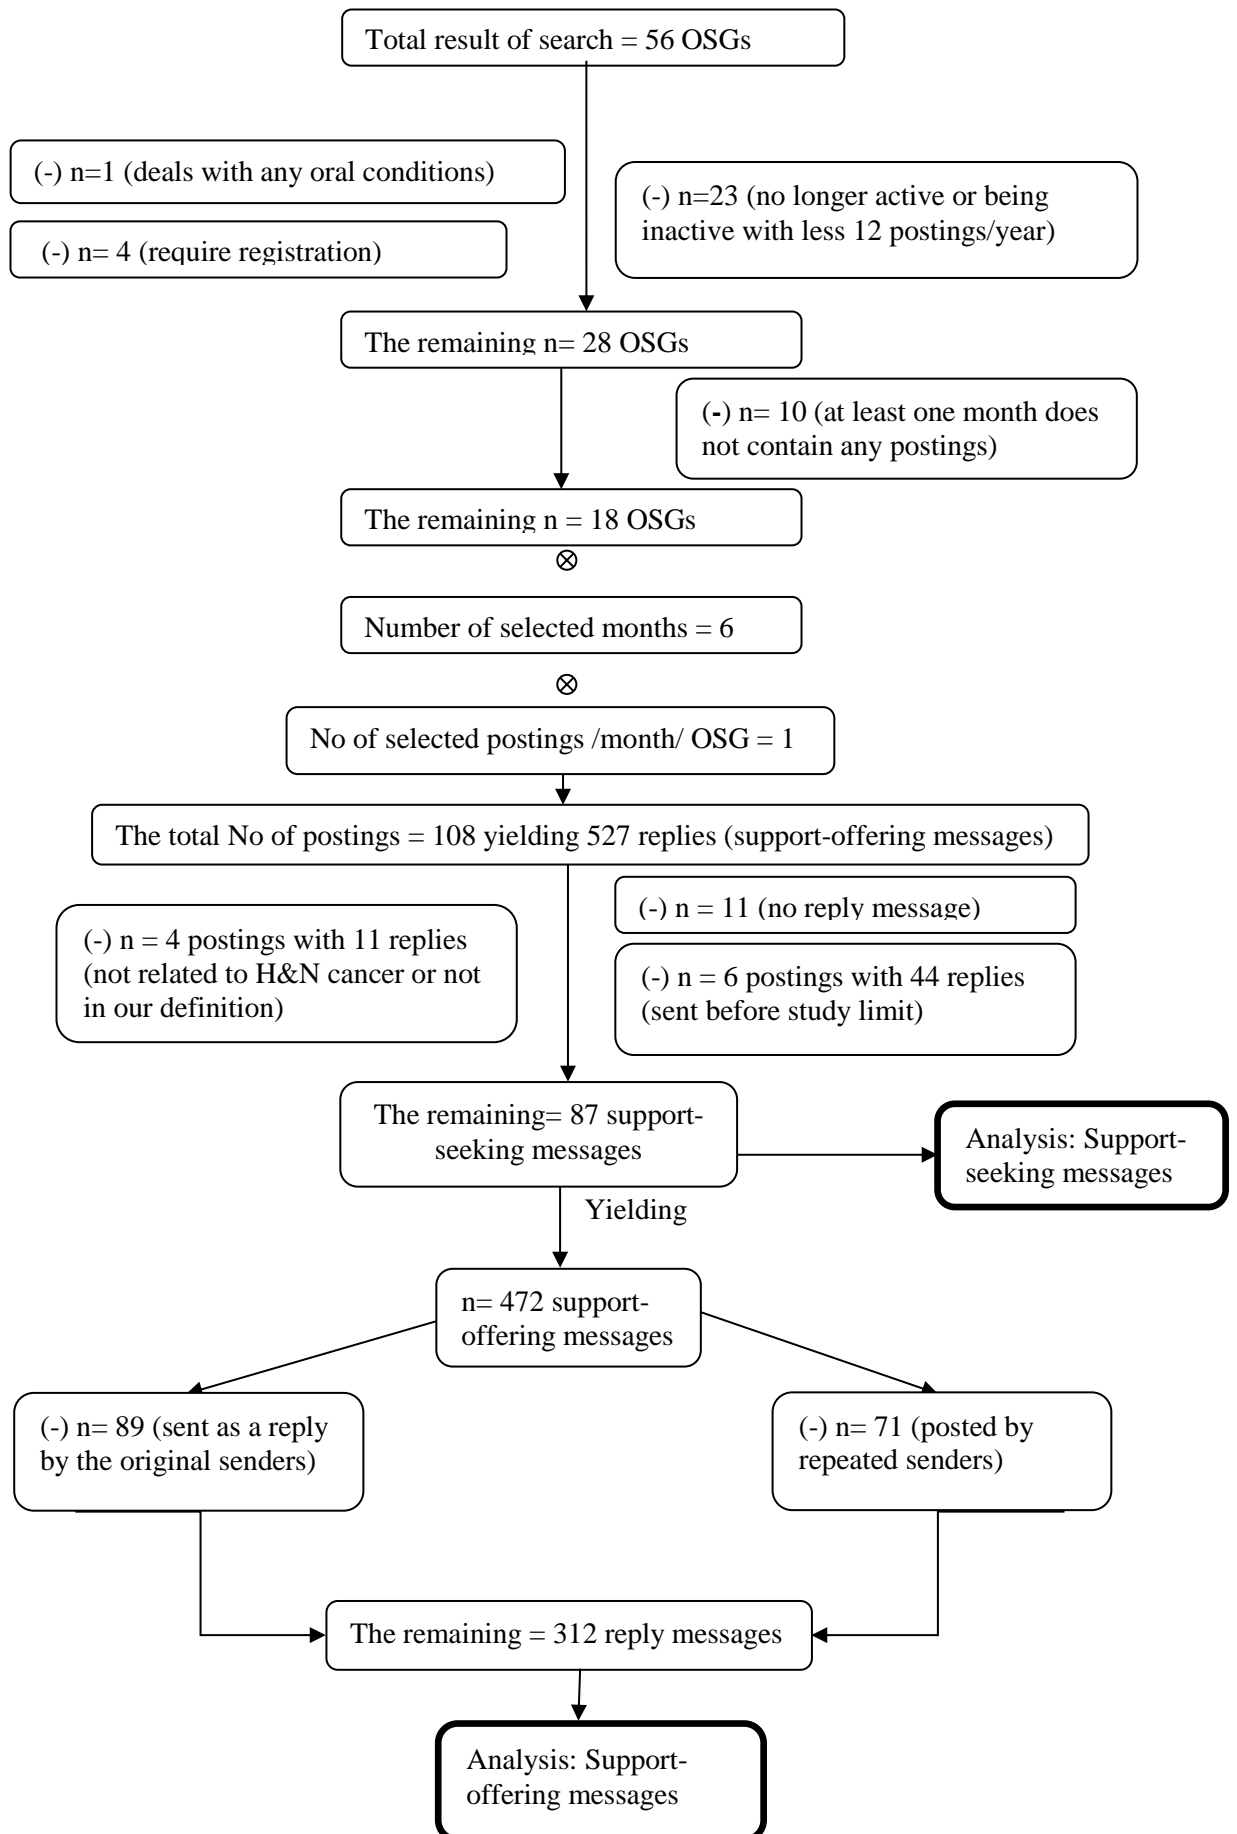 Total result of search = 56 OSGs
(-) n=1 (deals with any oral conditions)
(-) n=23 (no longer active or being
inactive with less 12 postings/year)
(-) n= 4 (require registration)
The remaining n= 28 OSGs
(-) n= 10 (at least one month does
not contain any postings)
The remaining n = 18 OSGs
⊗
Number of selected months = 6
⊗
No of selected postings /month/ OSG = 1
The total No of postings = 108 yielding 527 replies (support-offering messages)
(-) n = 11 (no reply message)
(-) n = 4 postings with 11 replies
(not related to H&N cancer or not
in our definition)
(-) n = 6 postings with 44 replies
(sent before study limit)
The remaining= 87 support-
seeking messages
Analysis: Support-
seeking messages
Yielding
n= 472 support-
offering messages
(-) n= 89 (sent as a reply
by the original senders)
(-) n= 71 (posted by
repeated senders)
The remaining = 312 reply messages
Analysis: Support-
offering messages